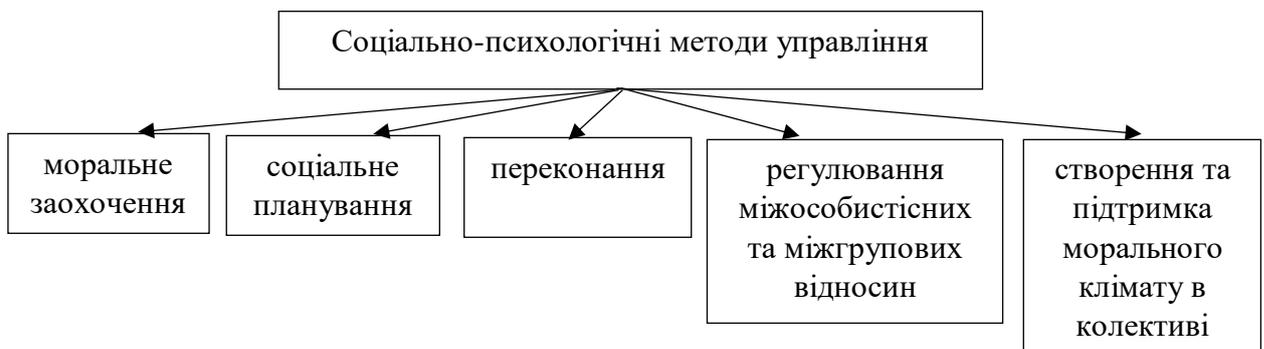 Соціально-психологічні методи управління
моральне
заохочення
соціальне
планування
переконання
регулювання
міжособистісних
та міжгрупових
відносин
створення та
підтримка
морального
клімату в
колективі